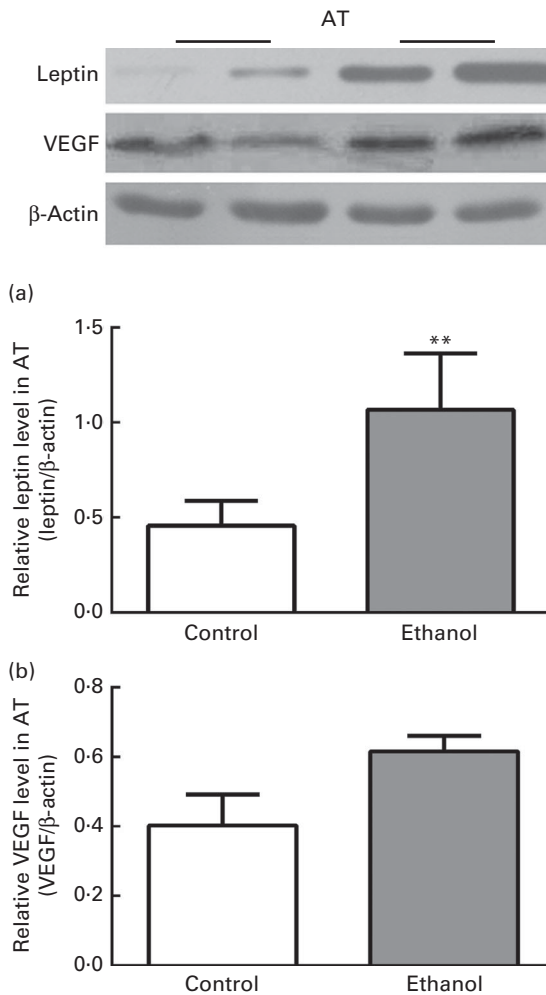 AT
Leptin
VEGF
β-Actin
(a)
Relative leptin level in AT
(leptin/β-actin)
1·5
1·0
0·5
0·0
**
Control
Ethanol
(b)
Relative VEGF level in AT
(VEGF/β-actin)
0·8
0·6
0·4
0·2
0·0
Control
Ethanol